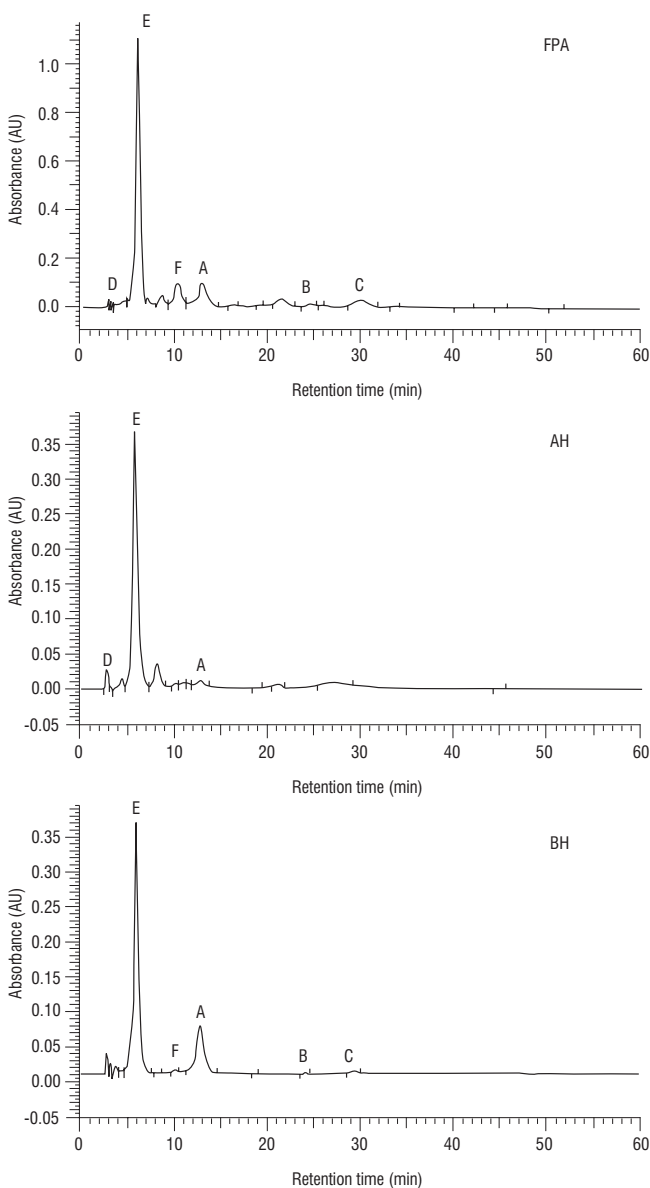 E
FPA
1.0
0.8
0.6
0.4
0.2
0.0
Absorbance (AU)
D
F
A
B
C
0 10 20 30 40 50 60
Retention time (min)
E
AH
0.35
0.30
0.25
0.20
0.15
0.10
0.05
0.00
-0.05
Absorbance (AU)
D
A
0 10 20 30 40 50 60
Retention time (min)
E
BH
0.35
0.30
0.25
0.20
0.15
0.10
0.05
0.00
-0.05
Absorbance (AU)
F
A
B
C
0 10 20 30 40 50 60
Retention time (min)